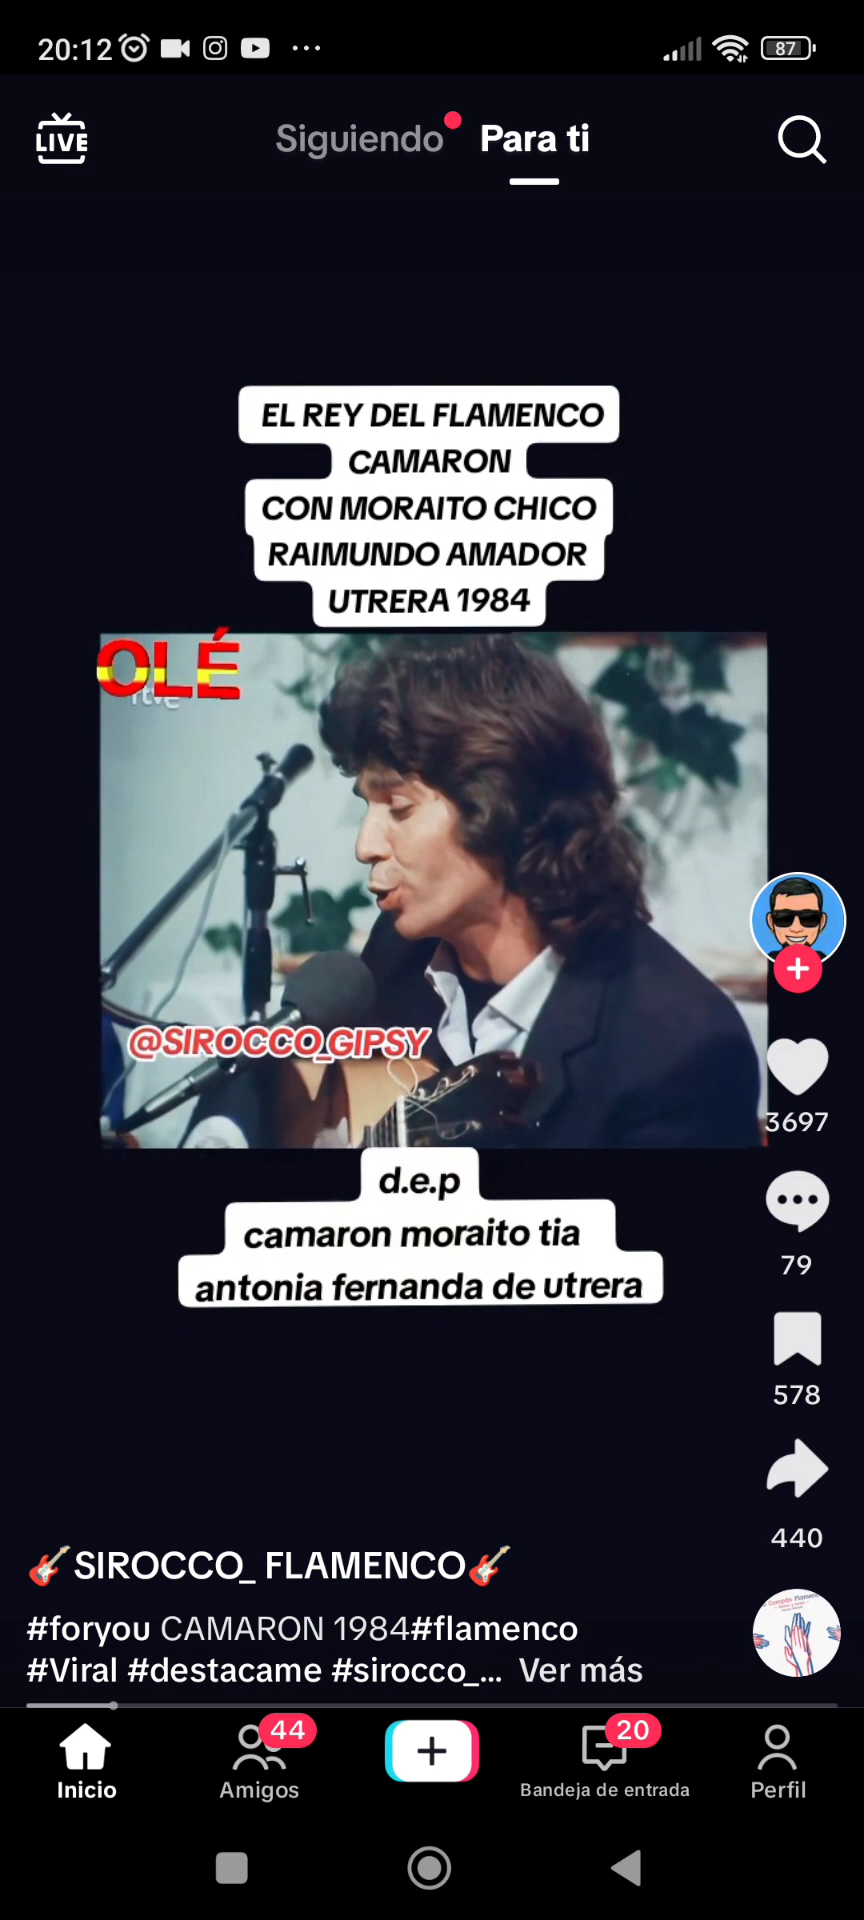 20:12
87
LIVE
Siguiendo
Para ti
EL REY DEL FLAMENCO
CAMARON
CON MORAITO CHICO
RAIMUNDO AMADOR
UTRERA 1984
OLÉ
rtve
@SIROCCO_GIPSY
3697
d.e.p
camaron moraito tia
antonia fernanda de utrera
79
578
440
SIROCCO_ FLAMENCO
#foryou CAMARON 1984#flamenco
#Viral #destacame #sirocco_... Ver más
44
20
Inicio
Amigos
Bandeja de entrada
Perfil